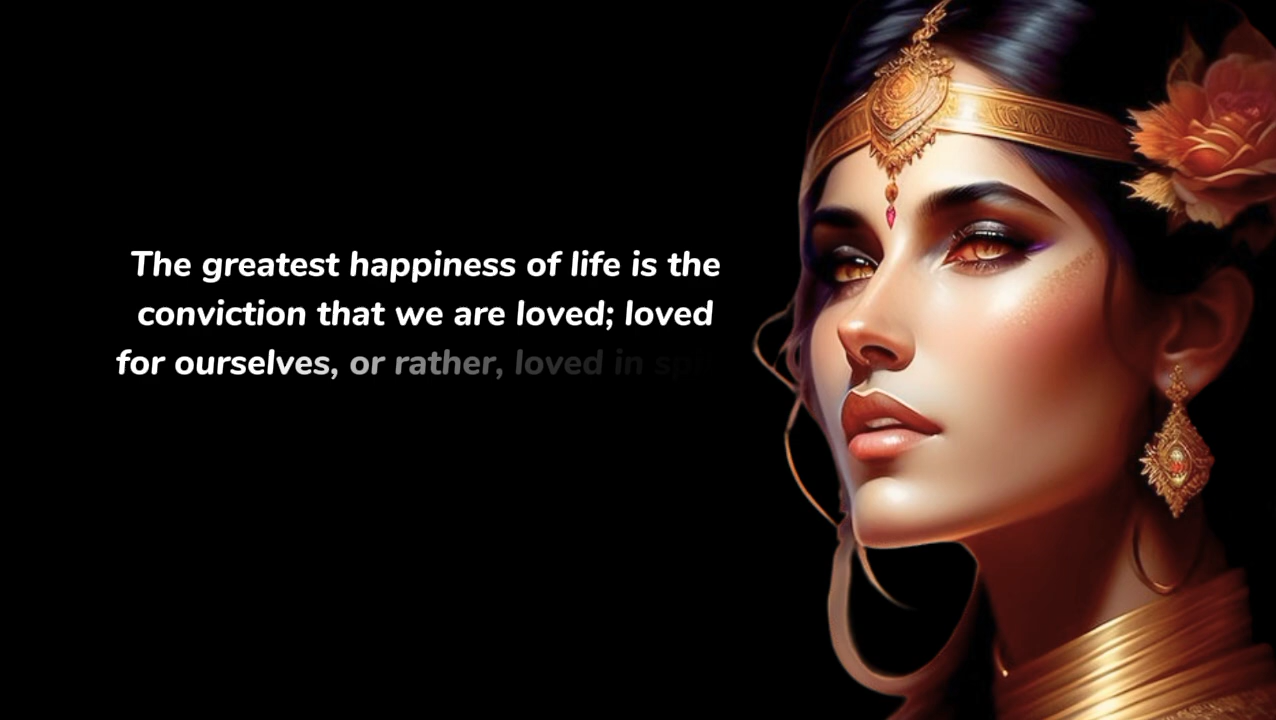 The greatest happiness of life is the
conviction that we are loved; loved
for ourselves, or rather, loved in